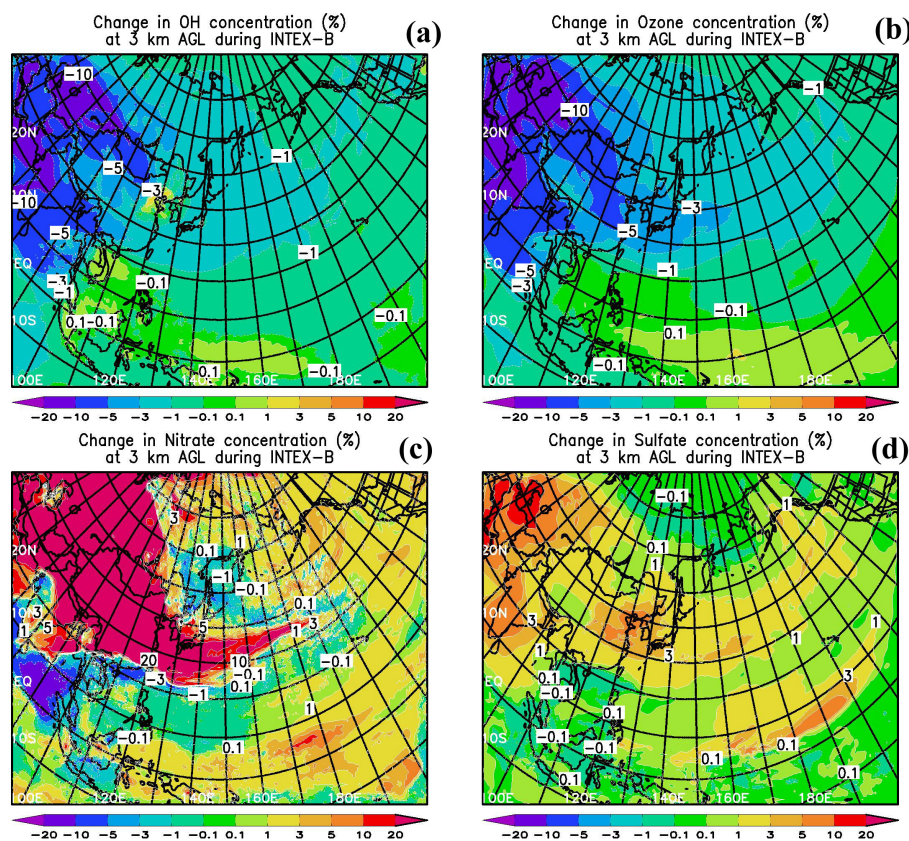 Change in OH concentration (%)
at 3 km AGL during INTEX-B
(a)
-10
20N
-5
-1
-3
10N
-10
-5
-1
EQ
-3
-0.1
-1
-0.1
10S
0.1
-0.1
-0.1
0.1
100E
120E
140E
160E
180E
-20 -10 -5 -3 -1 -0.1 0.1 1 3 5 10 20
Change in Ozone concentration (%)
at 3 km AGL during INTEX-B
(b)
-1
-10
20N
10N
-3
-5
EQ
-5
-1
-3
-0.1
10S
0.1
100E
120E
140E
160E
180E
-20 -10 -5 -3 -1 -0.1 0.1 1 3 5 10 20
Change in Nitrate concentration (%)
at 3 km AGL during INTEX-B
(c)
3
0.1
1
20N
-1
-0.1
0.1
10N
3
1
5
5
1
3
20
10
-0.1
EQ
-3
-0.1
-1
0.1
1
10S
-0.1
0.1
00E
120E
140E
160E
180E
-20 -10 -5 -3 -1 -0.1 0.1 1 3 5 10 20
Change in Sulfate concentration (%)
at 3 km AGL during INTEX-B
(d)
-0.1
1
1
20N
0.1
1
10N
3
1
1
1
3
EQ
0.1
-0.1
3
10S
-0.1
-0.1
0.1
0.1
0.1
0.1
00E
120E
140E
160E
180E
-20 -10 -5 -3 -1 -0.1 0.1 1 3 5 10 20